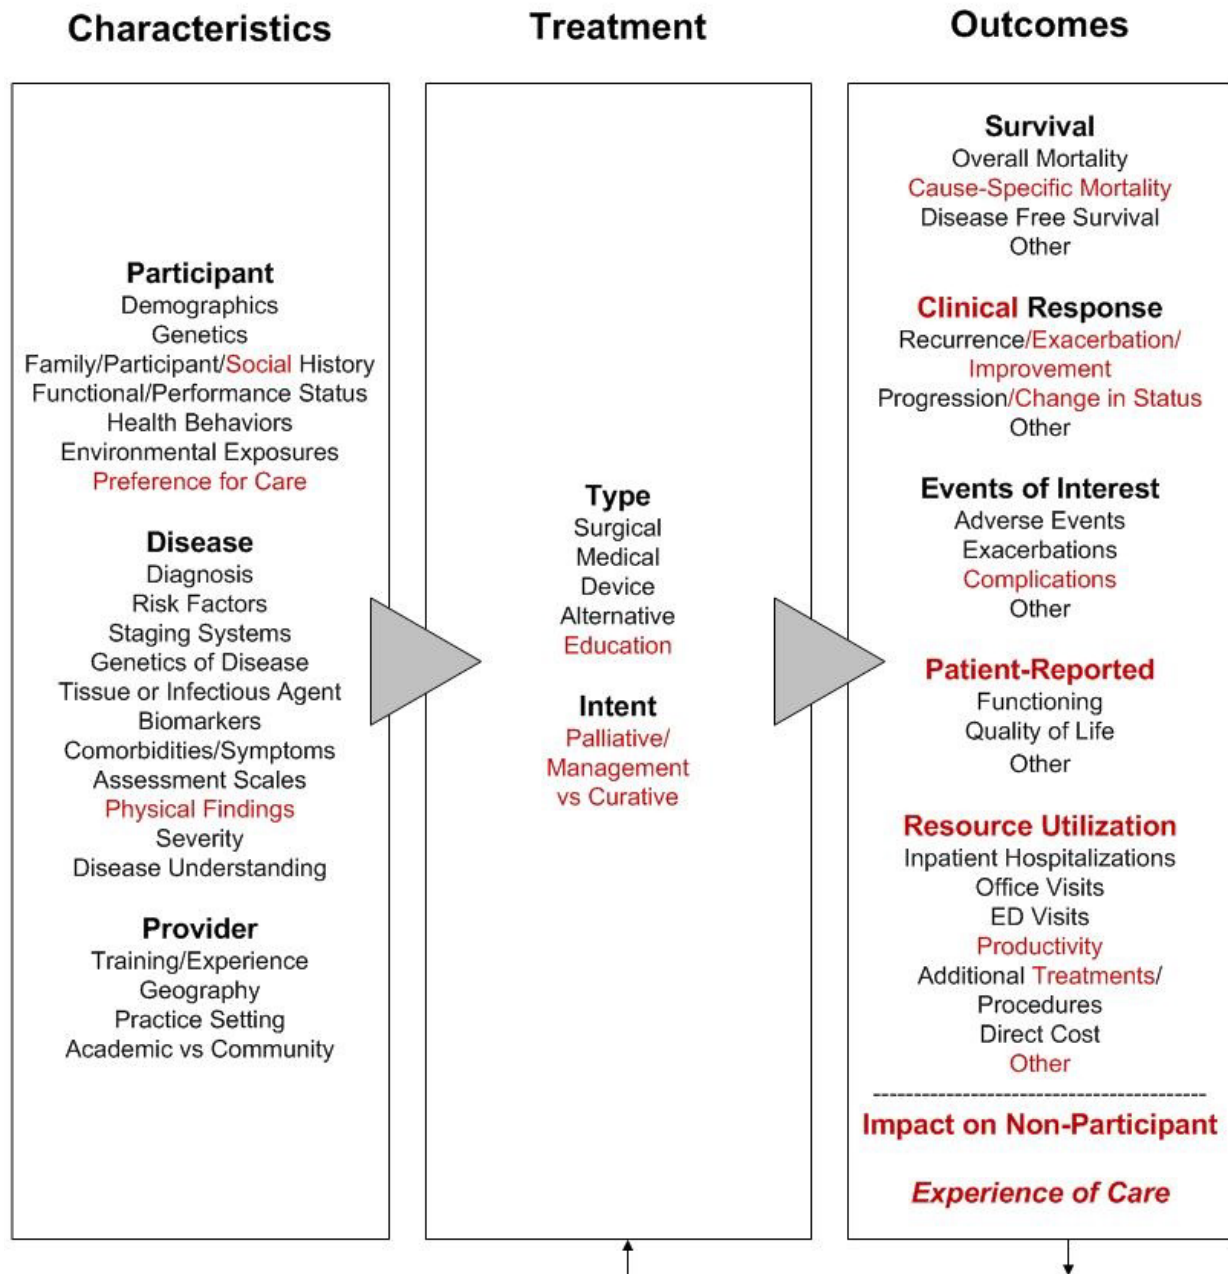 Characteristics
Participant
Demographics
Genetics
Family/Participant/Social History
Functional/Performance Status
Health Behaviors
Environmental Exposures
Preference for Care
Disease
Diagnosis
Risk Factors
Staging Systems
Genetics of Disease
Tissue or Infectious Agent
Biomarkers
Comorbidities/Symptoms
Assessment Scales
Physical Findings
Severity
Disease Understanding
Provider
Training/Experience
Geography
Practice Setting
Academic vs Community
Treatment
Type
Surgical
Medical
Device
Alternative
Education
Intent
Palliative/
Management
vs Curative
Outcomes
Survival
Overall Mortality
Cause-Specific Mortality
Disease Free Survival
Other
Clinical Response
Recurrence/Exacerbation/
Improvement
Progression/Change in Status
Other
Events of Interest
Adverse Events
Exacerbations
Complications
Other
Patient-Reported
Functioning
Quality of Life
Other
Resource Utilization
Inpatient Hospitalizations
Office Visits
ED Visits
Productivity
Additional Treatments/
Procedures
Direct Cost
Other
Impact on Non-Participant
Experience of Care